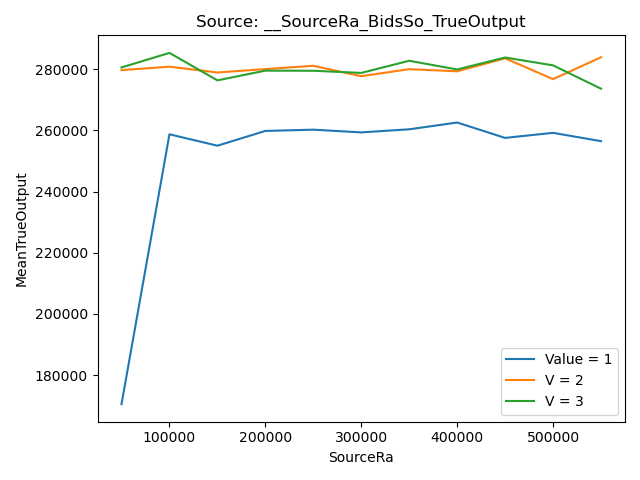 Source: __SourceRa_BidsSo_TrueOutput
MeanTrueOutput
280000
260000
240000
220000
200000
180000
Value = 1
V = 2
V = 3
100000 200000 300000 400000 500000
SourceRa